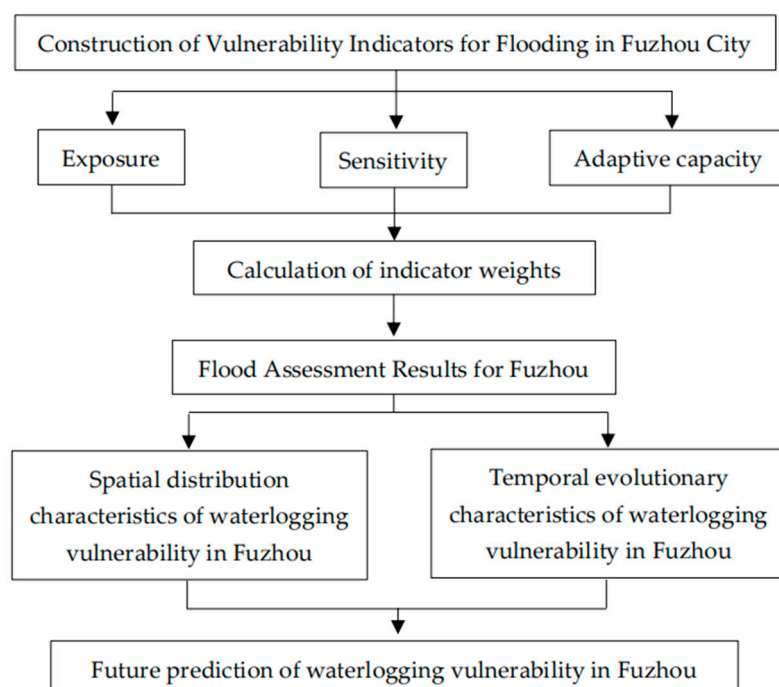 Construction of Vulnerability Indicators for Flooding in Fuzhou City
Exposure
Sensitivity
Adaptive capacity
Calculation of indicator weights
Flood Assessment Results for Fuzhou
Spatial distribution
characteristics of waterlogging
vulnerability in Fuzhou
Temporal evolutionary
characteristics of waterlogging
vulnerability in Fuzhou
Future prediction of waterlogging vulnerability in Fuzhou